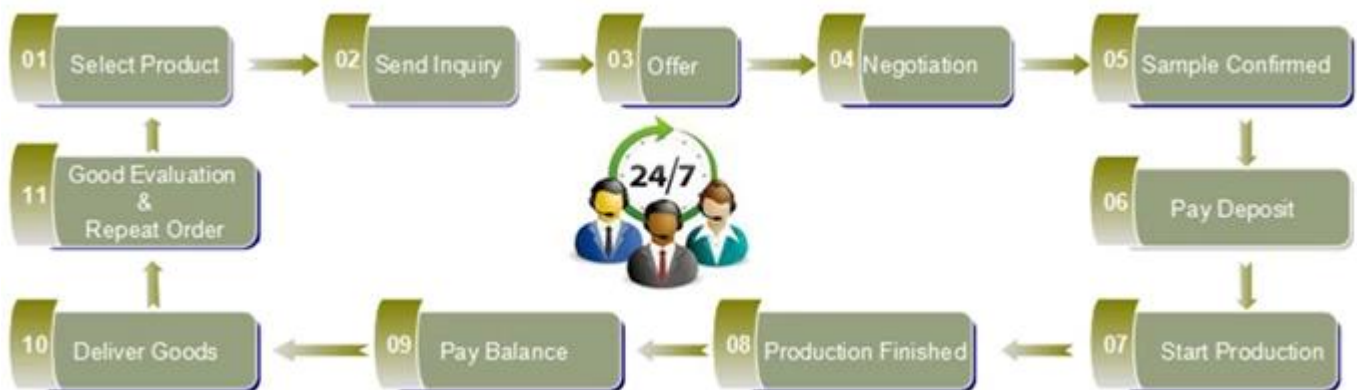 01 Select Product
02 Send Inquiry
03 Offer
04 Negotiation
05 Sample Confirmed
24/7
11 Good Evaluation
&
Repeat Order
06 Pay Deposit
10 Deliver Goods
09 Pay Balance
08 Production Finished
07 Start Production